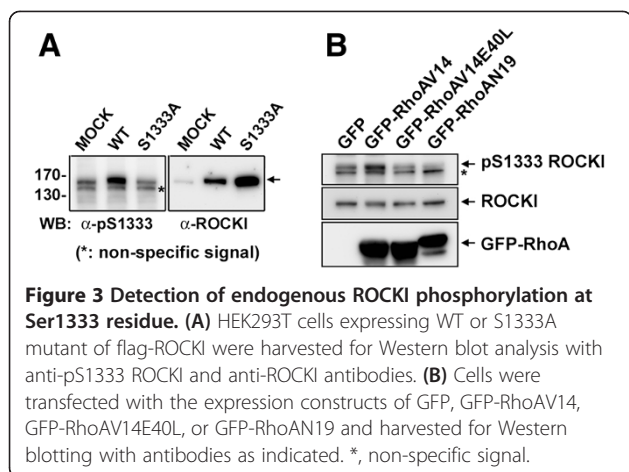 A
MOCK
WT
S1333A
MOCK
WT
S1333A
170-
130-
*
WB: α-pS1333 α-ROCKI
(*: non-specific signal)
B
GFP
GFP-RhoAV14
GFP-RhoAV14E40L
GFP-RhoAN19
pS1333 ROCKI
*
ROCKI
GFP-RhoA
Figure 3 Detection of endogenous ROCKI phosphorylation at
Ser1333 residue. (A) HEK293T cells expressing WT or S1333A
mutant of flag-ROCKI were harvested for Western blot analysis with
anti-pS1333 ROCKI and anti-ROCKI antibodies. (B) Cells were
transfected with the expression constructs of GFP, GFP-RhoAV14,
GFP-RhoAV14E40L, or GFP-RhoAN19 and harvested for Western
blotting with antibodies as indicated. *, non-specific signal.